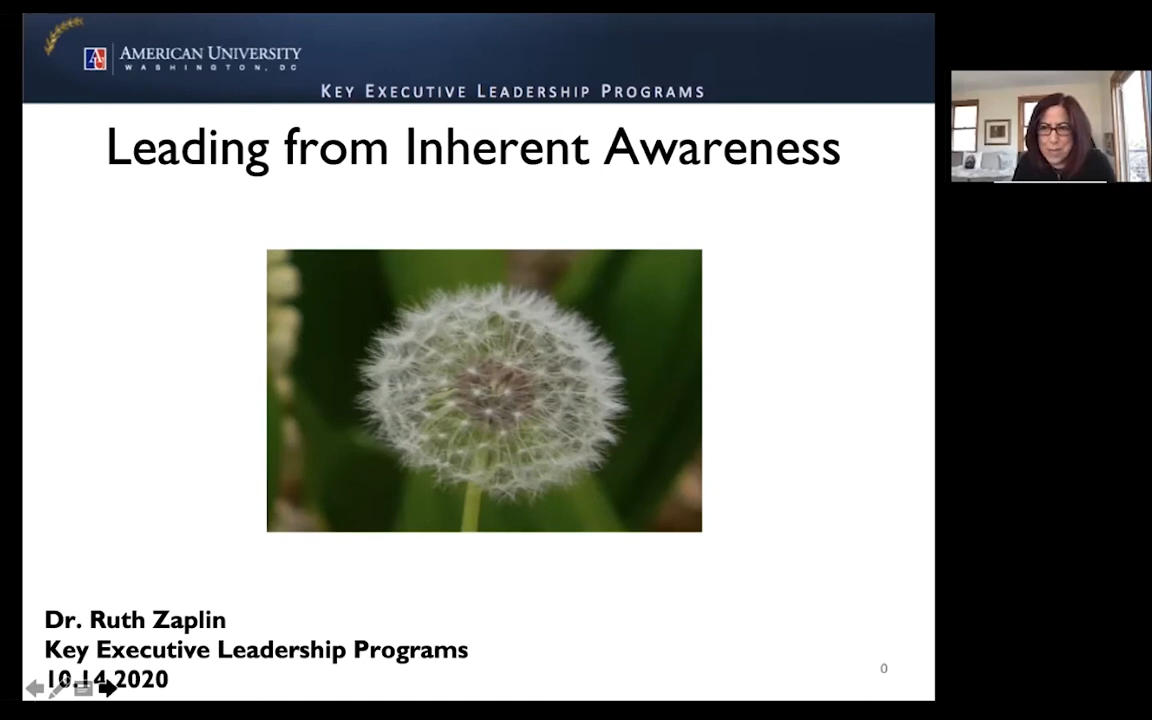 AMERICAN UNIVERSITY
WASHINGTON, DC
KEY EXECUTIVE LEADERSHIP PROGRAMS
Leading from Inherent Awareness
Dr. Ruth Zaplin
Key Executive Leadership Programs
10.14.2020
0